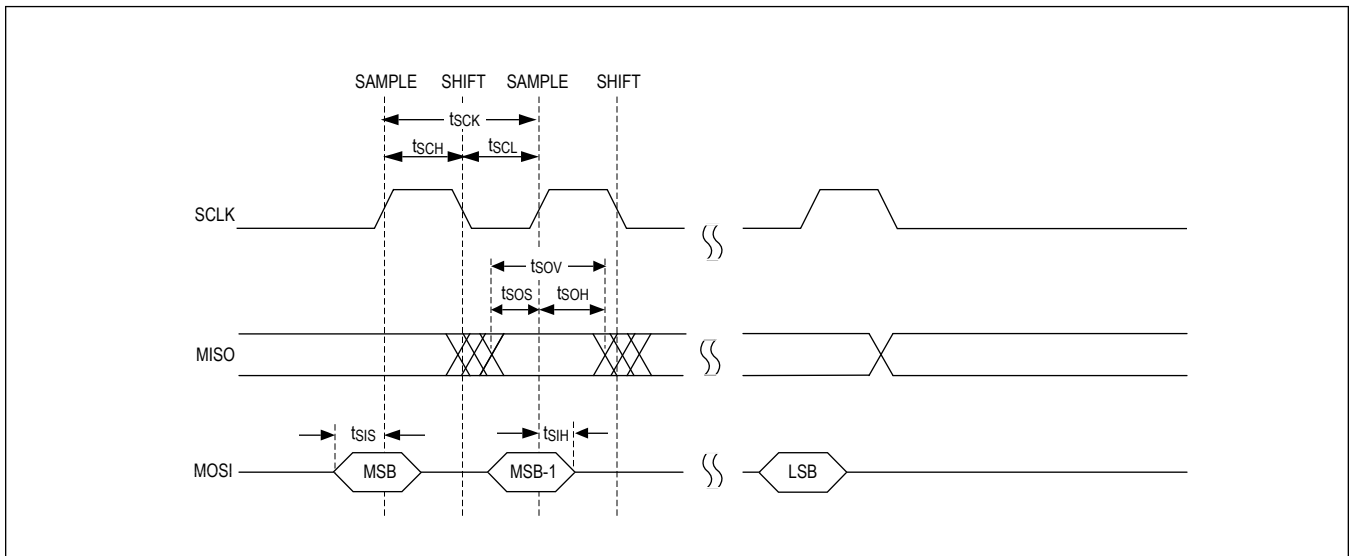 SAMPLE SHIFT SAMPLE SHIFT
tSCK
tSCH tSCL
SCLK
tSOV
tSOS tSOH
MISO
tSIS tSIH
MOSI MSB MSB-1 LSB